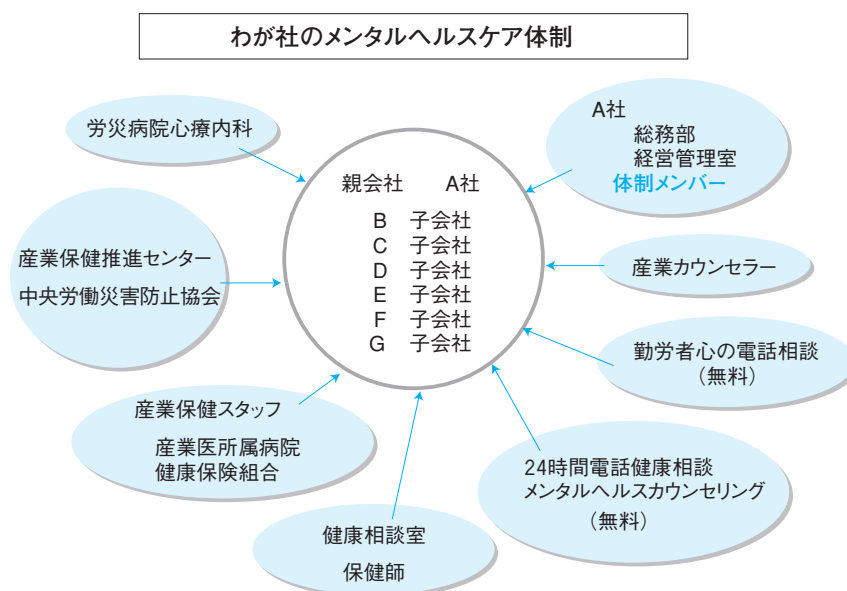 わが社のメンタルヘルスケア体制
労災病院心療内科
A社
総務部
経営管理室
体制メンバー
親会社 A社
B 子会社
C 子会社
D 子会社
E 子会社
F 子会社
G 子会社
産業保健推進センター
中央労働災害防止協会
産業カウンセラー
勤労者心の電話相談
(無料)
産業保健スタッフ
産業医所属病院
健康保険組合
24時間電話健康相談
メンタルヘルスカウンセリング
(無料)
健康相談室
保健師